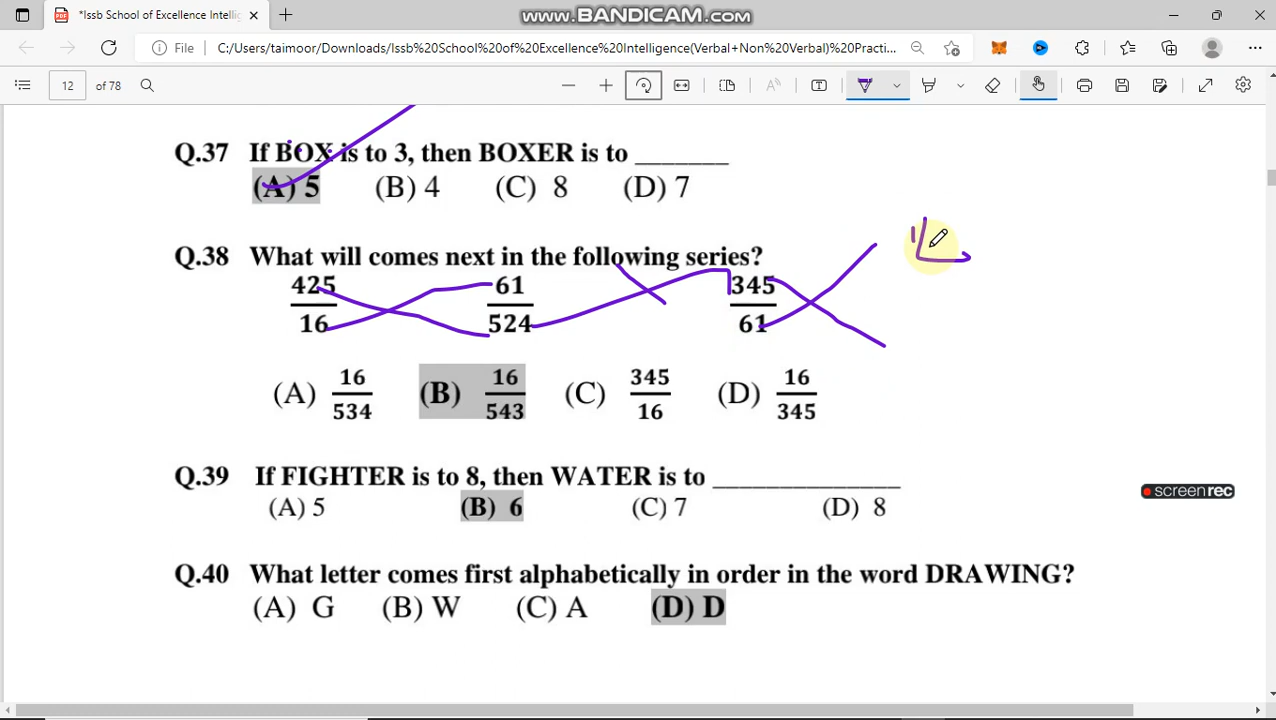 *Issb School of Excellence Intellig
www.BANDICAM.com
File C:/Users/taimoor/Downloads/Issb%20School%20of%20Excellence%20Intelligence(Verbal+Non%20Verbal)%20Practi...
12 of 78
Q.37 If BOX is to 3, then BOXER is to _______
(A) 5 (B) 4 (C) 8 (D) 7
Q.38 What will comes next in the following series?
425 61 345
16 524 61
16 16 345 16
(A) (B) (C) (D)
534 543 16 345
Q.39 If FIGHTER is to 8, then WATER is to ______________
(A) 5 (B) 6 (C) 7 (D) 8
screenrec
Q.40 What letter comes first alphabetically in order in the word DRAWING?
(A) G (B) W (C) A (D) D